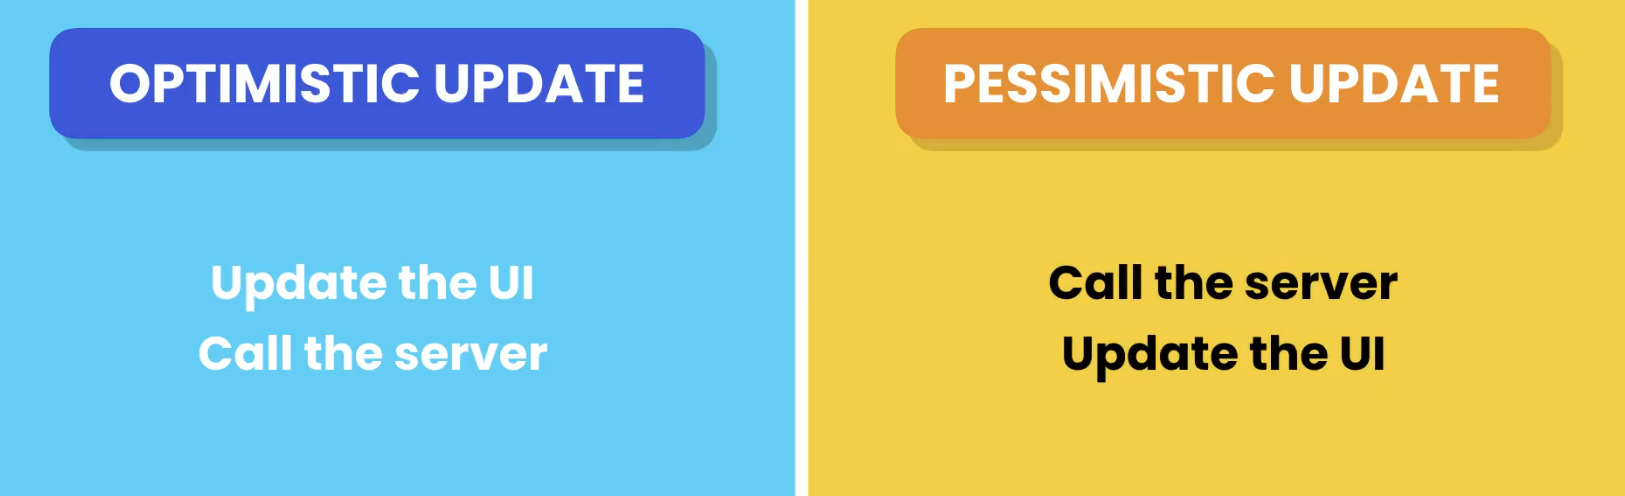 OPTIMISTIC UPDATE
Update the UI
Call the server
PESSIMISTIC UPDATE
Call the server
Update the UI